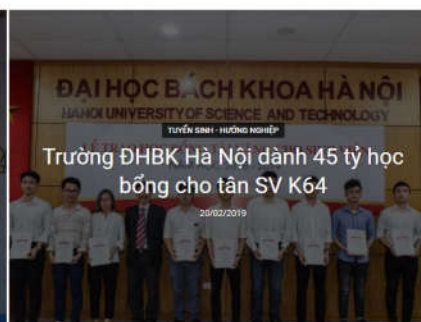 ĐẠI HỌC BÁCH KHOA HÀ NỘI
HANOI UNIVERSITY OF SCIENCE AND TECHNOLOGY
TUYỂN SINH - HƯỚNG NGHIỆP
Trường ĐHBK Hà Nội dành 45 tỷ học
bổng cho tân SV K64
20/02/2019